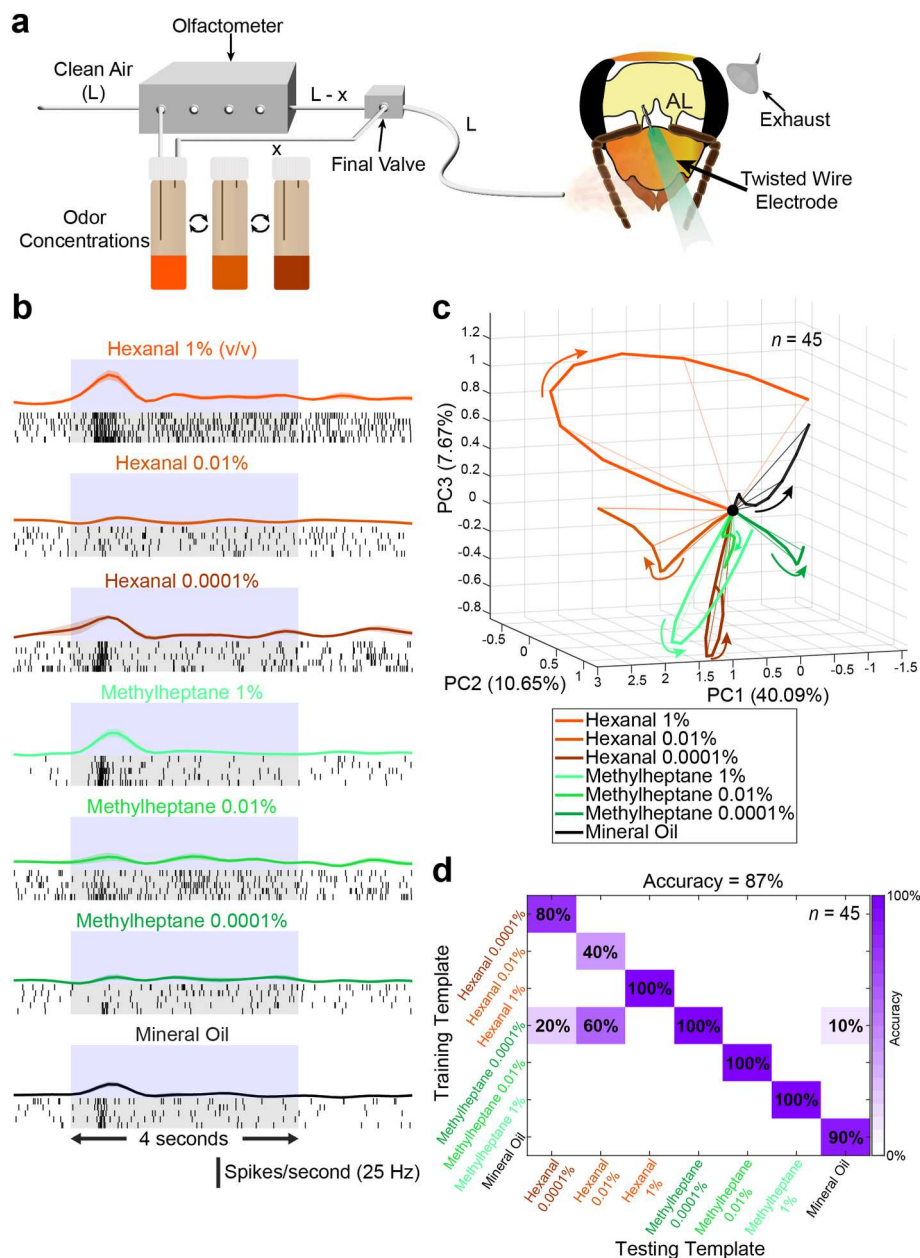 a
Olfactometer
Clean Air
(L)
L - x
x
Final Valve
L
AL
Exhaust
Twisted Wire
Electrode
Odor
Concentrations
b
Hexanal 1% (v/v)
Hexanal 0.01%
Hexanal 0.0001%
Methylheptane 1%
Methylheptane 0.01%
Methylheptane 0.0001%
Mineral Oil
4 seconds
Spikes/second (25 Hz)
c
n = 45
1.2
1
0.8
0.6
0.4
0.2
0
-0.2
-0.4
-0.6
-0.8
PC3 (7.67%)
-0.5
0
0.5
1
PC2 (10.65%)
3
2.5
2
1.5
1
0.5
0
-0.5
-1
-1.5
PC1 (40.09%)
Hexanal 1%
Hexanal 0.01%
Hexanal 0.0001%
Methylheptane 1%
Methylheptane 0.01%
Methylheptane 0.0001%
Mineral Oil
d
Accuracy = 87%
n = 45
Training Template
Hexanal 0.0001%
Hexanal 0.01%
Hexanal 1%
Methylheptane 0.0001%
Methylheptane 0.01%
Methylheptane 1%
Mineral Oil
80%
40%
100%
20% 60% 100% 10%
100%
100%
90%
100%
Accuracy
0%
Hexanal
0.0001%
Hexanal
0.01%
Hexanal
1%
Methylheptane
0.0001%
Methylheptane
0.01%
Methylheptane
1%
Mineral Oil
Testing Template